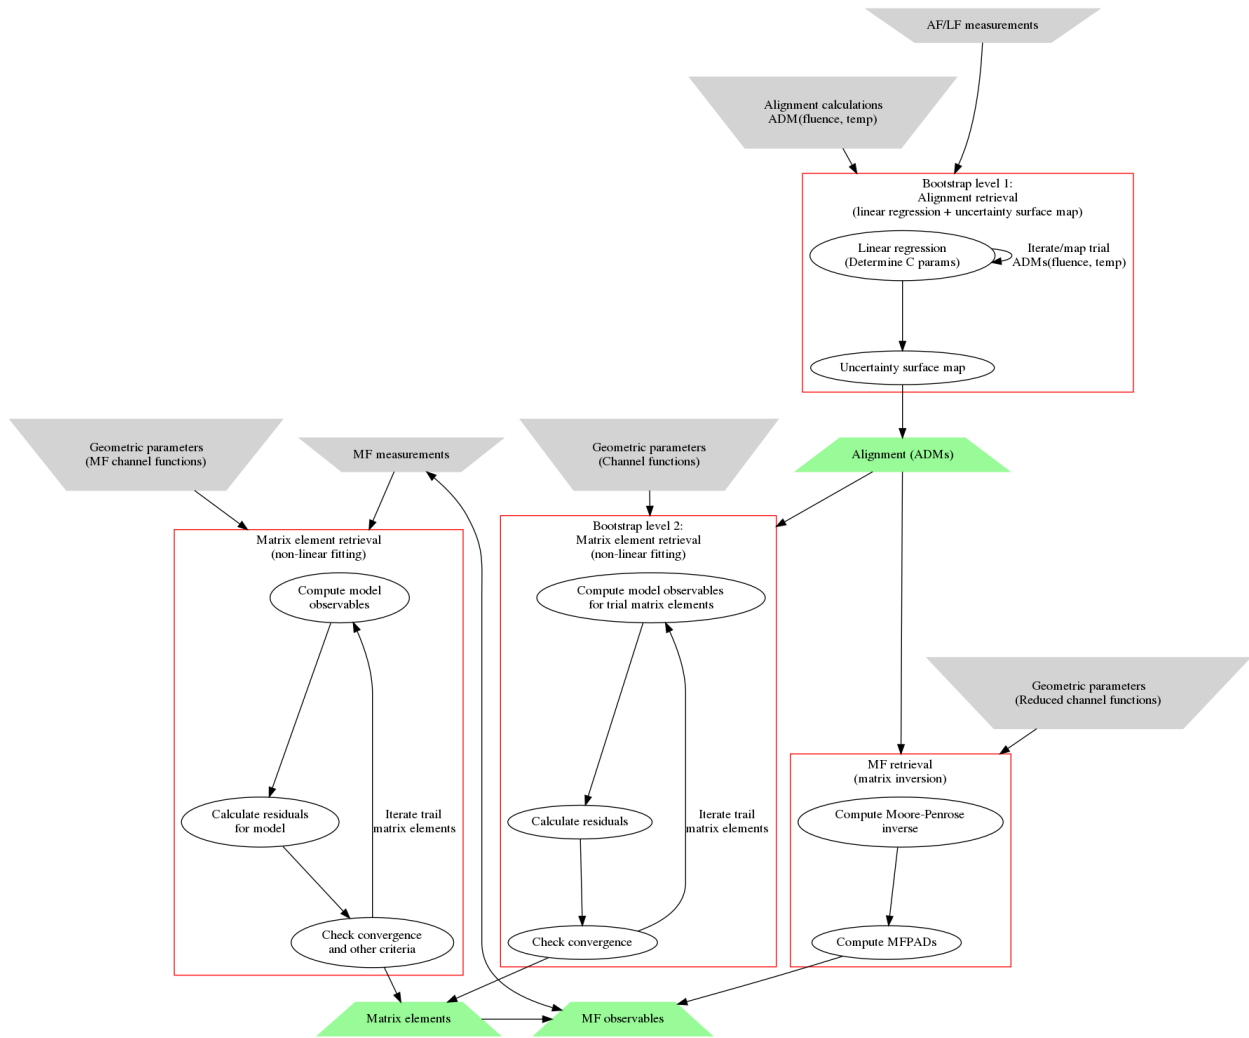 AF/LF measurements
Alignment calculations
ADM(fluence, temp)
Bootstrap level 1:
Alignment retrieval
(linear regression + uncertainty surface map)
Linear regression
(Determine C params)
Iterate/map trial
ADMs(fluence, temp)
Uncertainty surface map
Geometric parameters
(MF channel functions)
MF measurements
Geometric parameters
(Channel functions)
Alignment (ADMs)
Matrix element retrieval
(non-linear fitting)
Compute model
observables
Calculate residuals
for model
Iterate trail
matrix elements
Check convergence
and other criteria
Bootstrap level 2:
Matrix element retrieval
(non-linear fitting)
Compute model observables
for trial matrix elements
Calculate residuals
Iterate trail
matrix elements
Check convergence
Geometric parameters
(Reduced channel functions)
MF retrieval
(matrix inversion)
Compute Moore-Penrose
inverse
Compute MFPADs
Matrix elements
MF observables